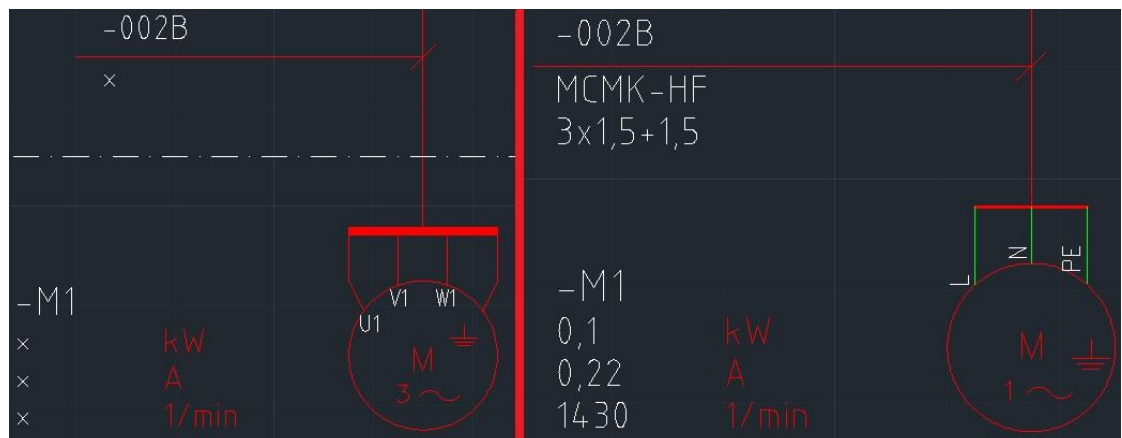 -002B
x
-M1
x kW
x A
x 1/min
U1 V1 W1
M
3
-002B
MCMK-HF
3x1,5+1,5
-M1
0,1 kW
0,22 A
1430 1/min
L N PE
M
1